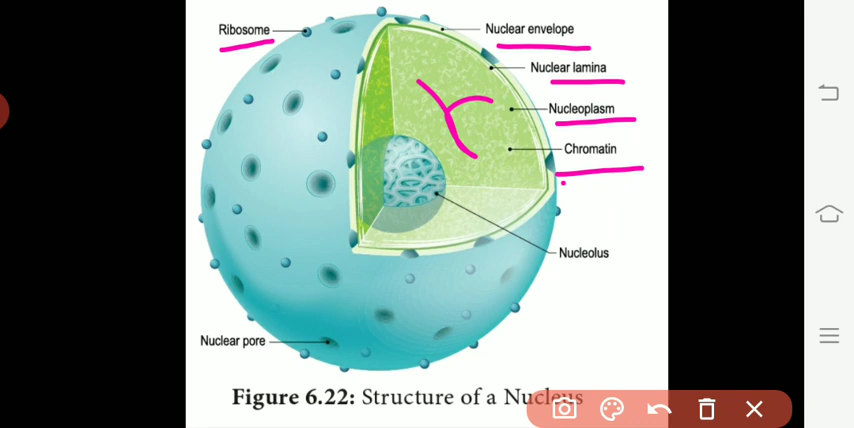 Ribosome
Nuclear envelope
Nuclear lamina
Nucleoplasm
Chromatin
Nucleolus
Nuclear pore
Figure 6.22: Structure of a Nucleus